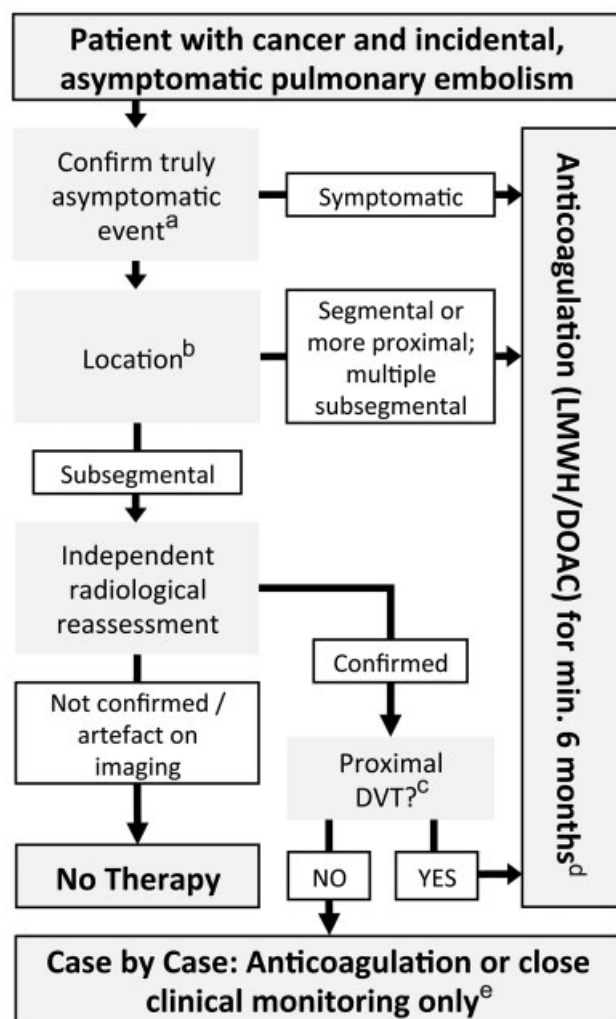 Patient with cancer and incidental,
asymptomatic pulmonary embolism
Confirm truly
asymptomatic
eventa
Symptomatic
Locationb
Segmental or
more proximal;
multiple
subsegmental
Subsegmental
Independent
radiological
reassessment
Confirmed
Not confirmed /
artefact on
imaging
Proximal
DVT?c
No Therapy
NO
YES
Anticoagulation (LMWH/DOAC) for min. 6 monthsd
Case by Case: Anticoagulation or close
clinical monitoring onlye